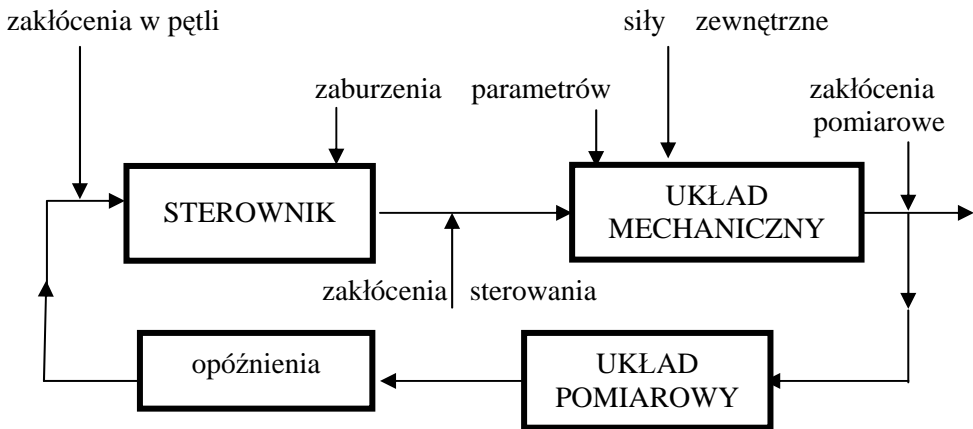 zakłócenia w pętli
siły zewnętrzne
zaburzenia parametrów
zakłócenia
pomiarowe
STEROWNIK
UKŁAD
MECHANICZNY
zakłócenia sterowania
opóźnienia
UKŁAD
POMIAROWY